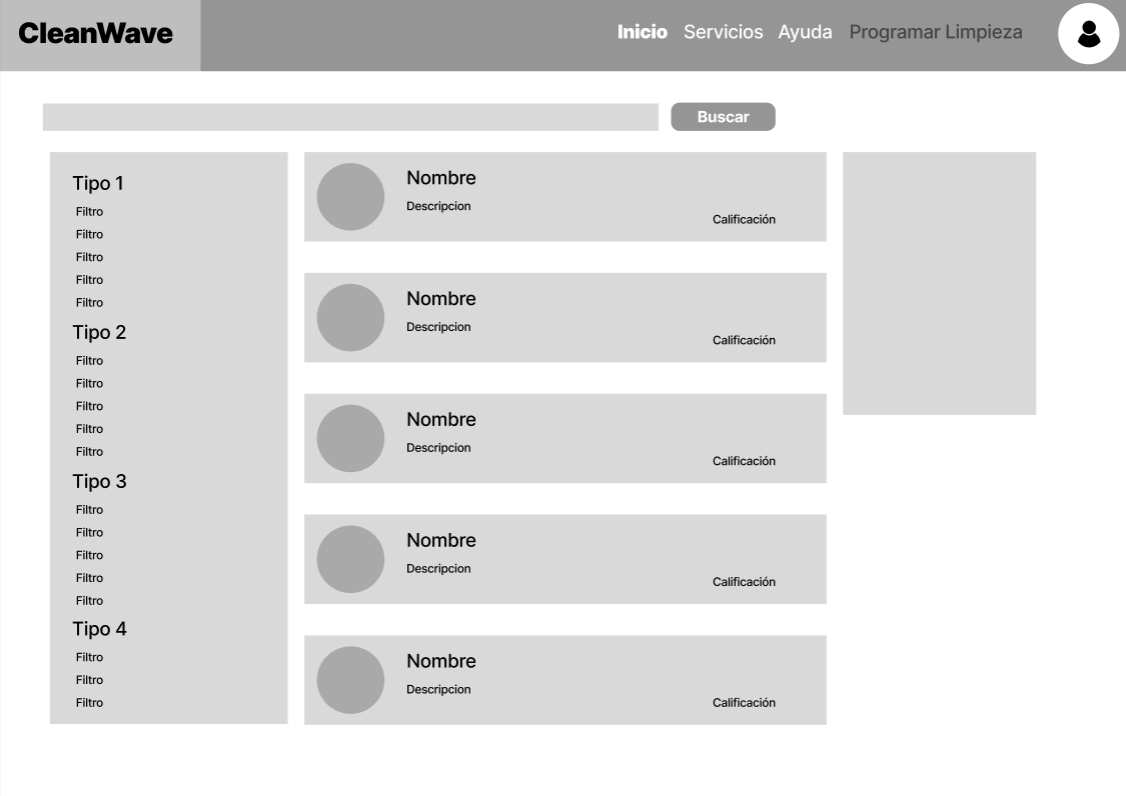 CleanWave
Inicio Servicios Ayuda Programar Limpieza
Buscar
Tipo 1
Filtro
Filtro
Filtro
Filtro
Filtro
Tipo 2
Filtro
Filtro
Filtro
Filtro
Filtro
Tipo 3
Filtro
Filtro
Filtro
Filtro
Filtro
Tipo 4
Filtro
Filtro
Filtro
Nombre
Descripcion
Calificación
Nombre
Descripcion
Calificación
Nombre
Descripcion
Calificación
Nombre
Descripcion
Calificación
Nombre
Descripcion
Calificación